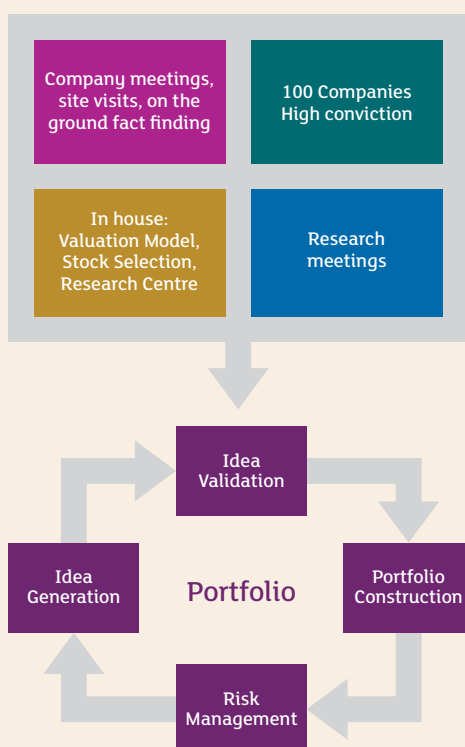 Company meetings,
site visits, on the
ground fact finding
100 Companies
High conviction
In house:
Valuation Model,
Stock Selection,
Research Centre
Research
meetings
Idea
Validation
Idea
Generation
Portfolio
Portfolio
Construction
Risk
Management